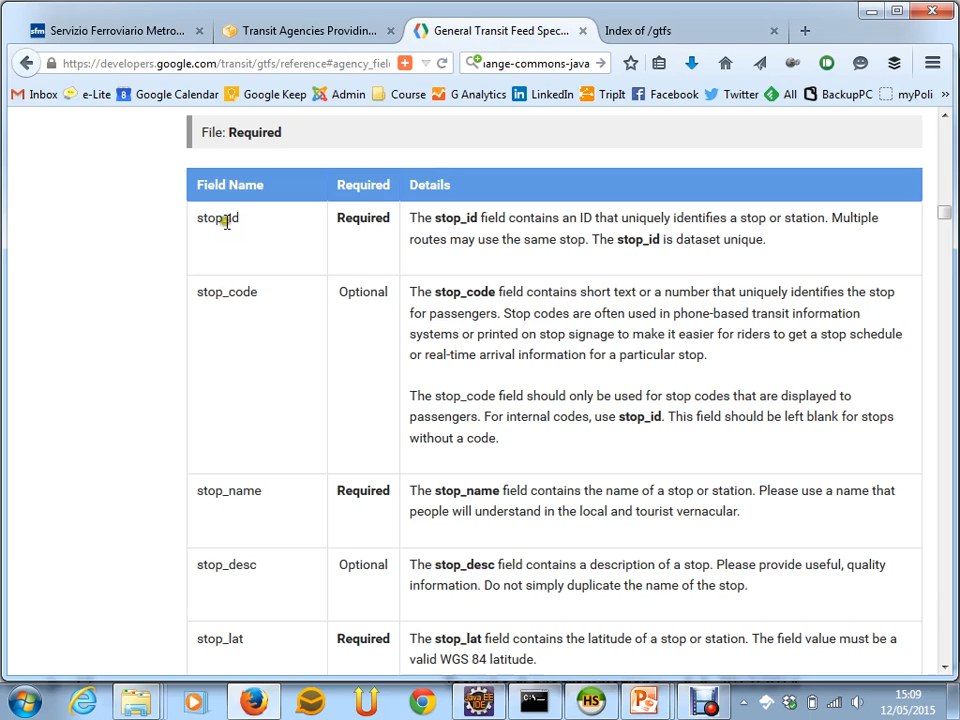 Servizio Ferroviario Metro... ×
Transit Agencies Providin... ×
General Transit Feed Spec... ×
Index of /gtfs ×
https://developers.google.com/transit/gtfs/reference#agency_fiel
ange-commons-java
Inbox
e-Lite
Google Calendar
Google Keep
Admin
Course
G Analytics
LinkedIn
TripIt
Facebook
Twitter
All
BackupPC
myPoli »
File: Required
Field Name Required Details
stop_id Required The stop_id field contains an ID that uniquely identifies a stop or station. Multiple
routes may use the same stop. The stop_id is dataset unique.
stop_code Optional The stop_code field contains short text or a number that uniquely identifies the stop
for passengers. Stop codes are often used in phone-based transit information
systems or printed on stop signage to make it easier for riders to get a stop schedule
or real-time arrival information for a particular stop.
The stop_code field should only be used for stop codes that are displayed to
passengers. For internal codes, use stop_id. This field should be left blank for stops
without a code.
stop_name Required The stop_name field contains the name of a stop or station. Please use a name that
people will understand in the local and tourist vernacular.
stop_desc Optional The stop_desc field contains a description of a stop. Please provide useful, quality
information. Do not simply duplicate the name of the stop.
stop_lat Required The stop_lat field contains the latitude of a stop or station. The field value must be a
valid WGS 84 latitude.
15:09
12/05/2015